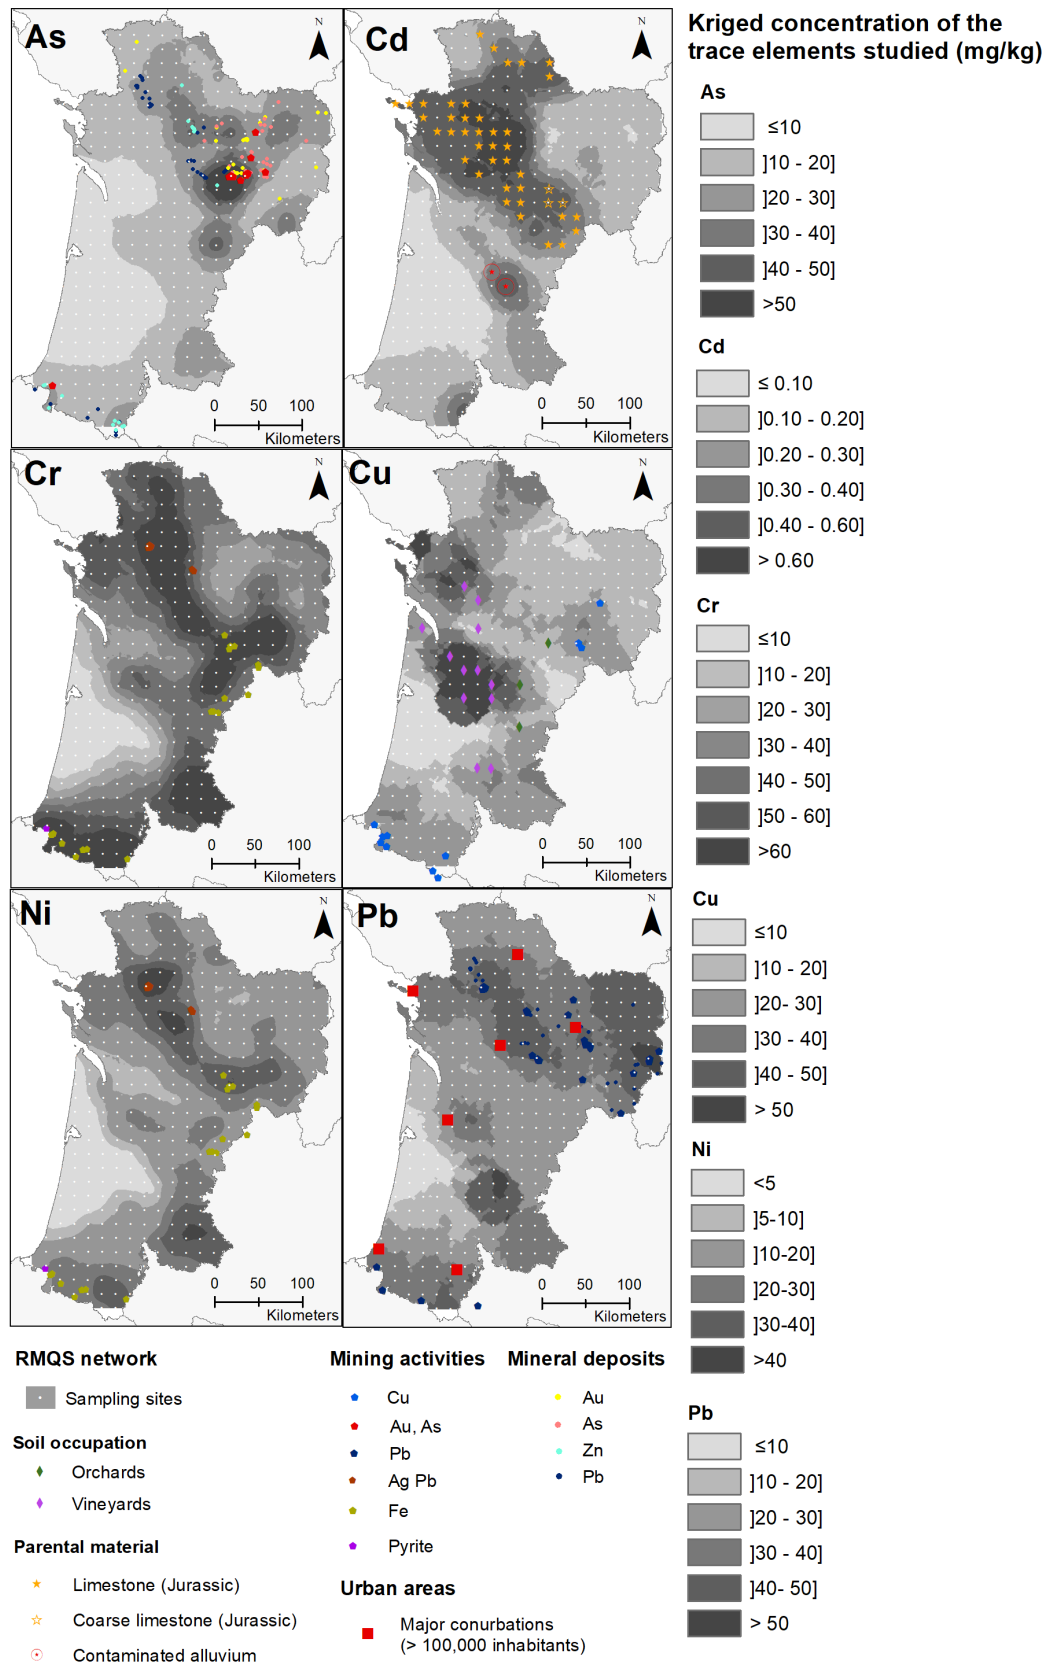 As
N
0 50 100
Kilometers
Cd
N
0 50 100
Kilometers
Cr
N
0 50 100
Kilometers
Cu
N
0 50 100
Kilometers
Ni
N
0 50 100
Kilometers
Pb
N
0 50 100
Kilometers
Kriged concentration of the
trace elements studied (mg/kg)
As
≤10
]10 - 20]
]20 - 30]
]30 - 40]
]40 - 50]
>50
Cd
≤ 0.10
]0.10 - 0.20]
]0.20 - 0.30]
]0.30 - 0.40]
]0.40 - 0.60]
> 0.60
Cr
≤10
]10 - 20]
]20 - 30]
]30 - 40]
]40 - 50]
]50 - 60]
>60
Cu
≤10
]10 - 20]
]20- 30]
]30 - 40]
]40 - 50]
> 50
Ni
<5
]5-10]
]10-20]
]20-30]
]30-40]
>40
Pb
≤10
]10 - 20]
]20 - 30]
]30 - 40]
]40- 50]
> 50
RMQS network
Sampling sites
Soil occupation
Orchards
Vineyards
Parental material
Limestone (Jurassic)
Coarse limestone (Jurassic)
Contaminated alluvium
Mining activities
Cu
Au, As
Pb
Ag Pb
Fe
Pyrite
Urban areas
Major conurbations
(> 100,000 inhabitants)
Mineral deposits
Au
As
Zn
Pb